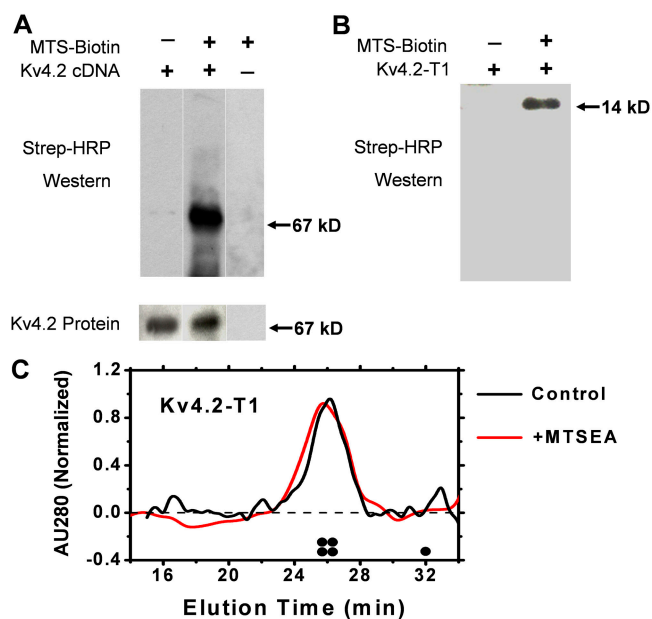 A
MTS-Biotin − + +
Kv4.2 cDNA + + −
Strep-HRP
Western
67 kD
Kv4.2 Protein
67 kD
B
MTS-Biotin − +
Kv4.2-T1 + +
Strep-HRP
Western
14 kD
C
Kv4.2-T1
Control
+MTSEA
AU280 (Normalized)
1.2
0.8
0.4
0.0
-0.4
16 20 24 28 32
Elution Time (min)